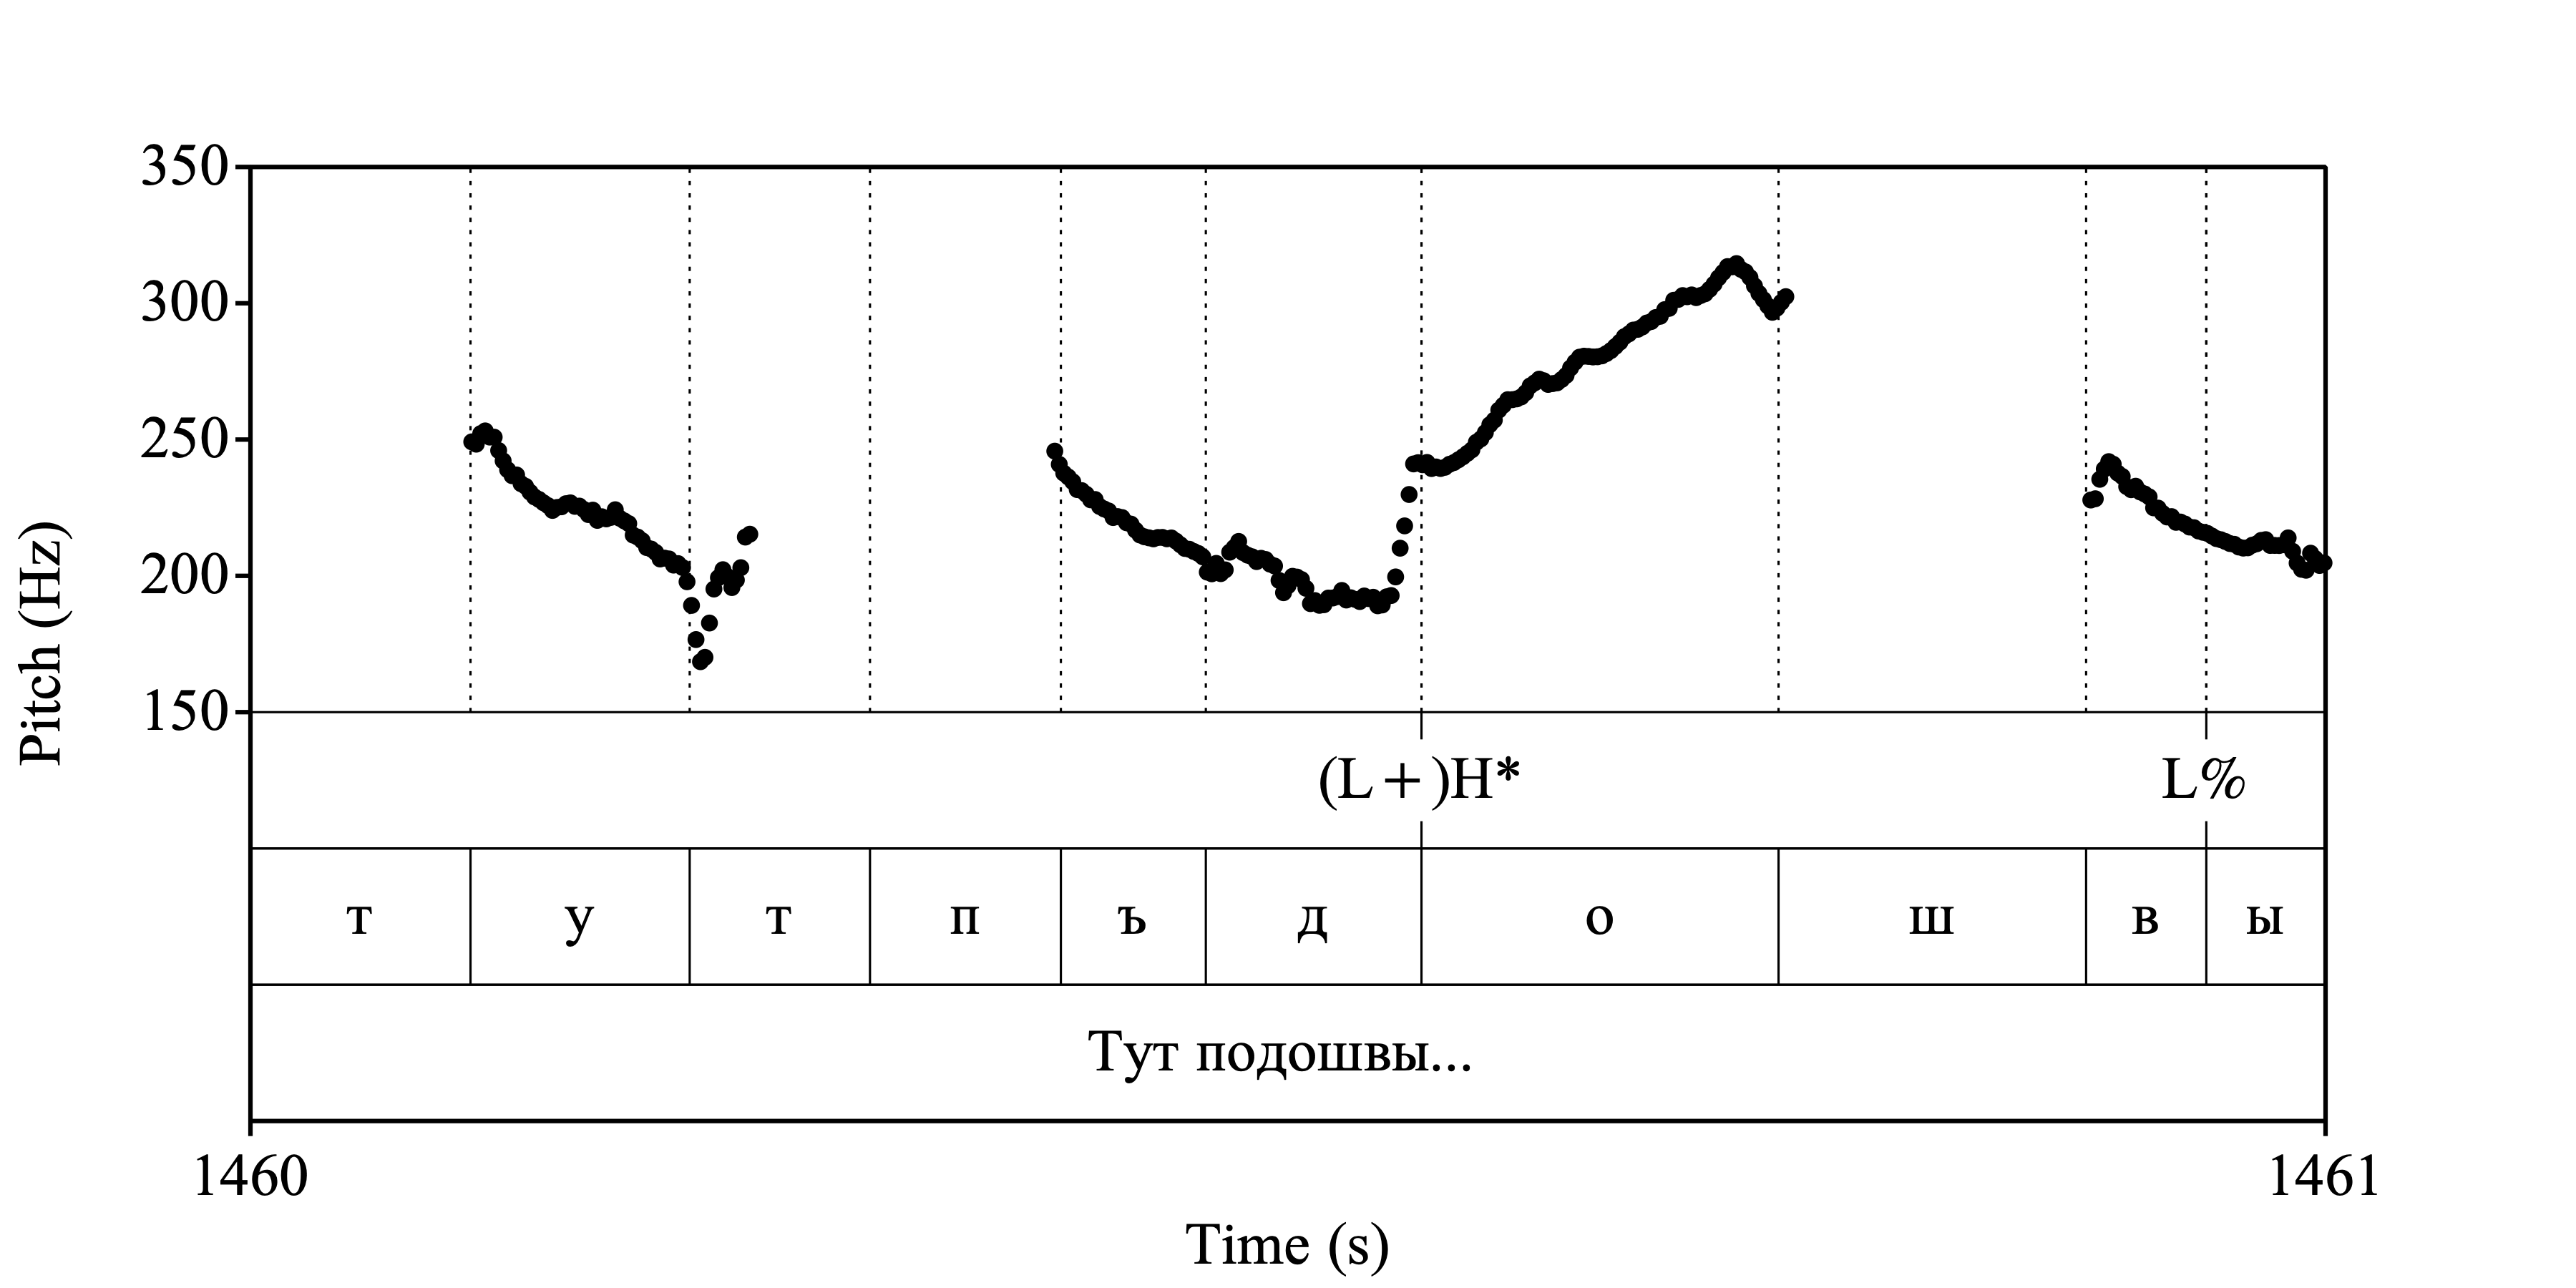 350
300
250
200
150
Pitch (Hz)
(L+)H* L%
т у т п ъ д о ш в ы
Тут подошвы...
1460 1461
Time (s)